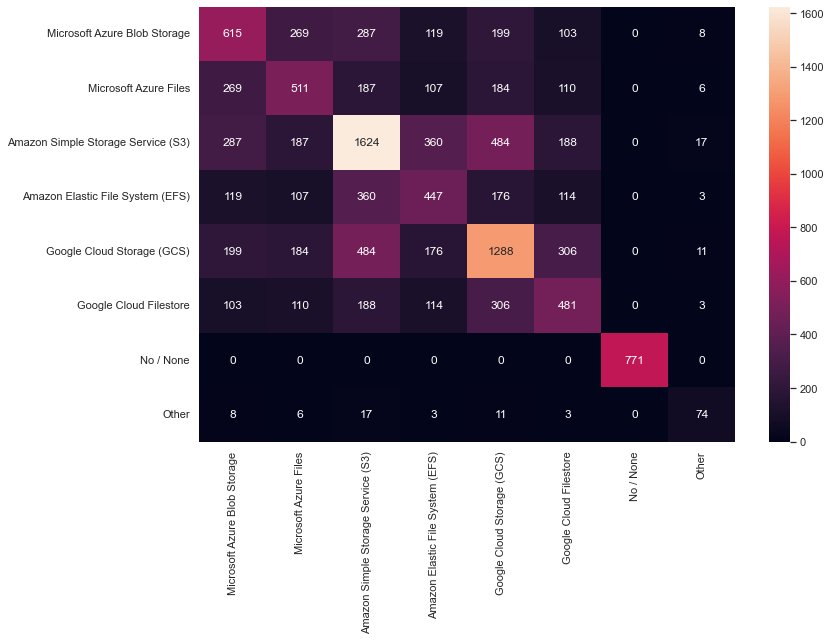 Microsoft Azure Blob Storage 615 269 287 119 199 103 0 8
Microsoft Azure Files 269 511 187 107 184 110 0 6
Amazon Simple Storage Service (S3) 287 187 1624 360 484 188 0 17
Amazon Elastic File System (EFS) 119 107 360 447 176 114 0 3
Google Cloud Storage (GCS) 199 184 484 176 1288 306 0 11
Google Cloud Filestore 103 110 188 114 306 481 0 3
No / None 0 0 0 0 0 0 771 0
Other 8 6 17 3 11 3 0 74
Microsoft Azure Blob Storage
Microsoft Azure Files
Amazon Simple Storage Service (S3)
Amazon Elastic File System (EFS)
Google Cloud Storage (GCS)
Google Cloud Filestore
No / None
Other
1600
1400
1200
1000
800
600
400
200
0